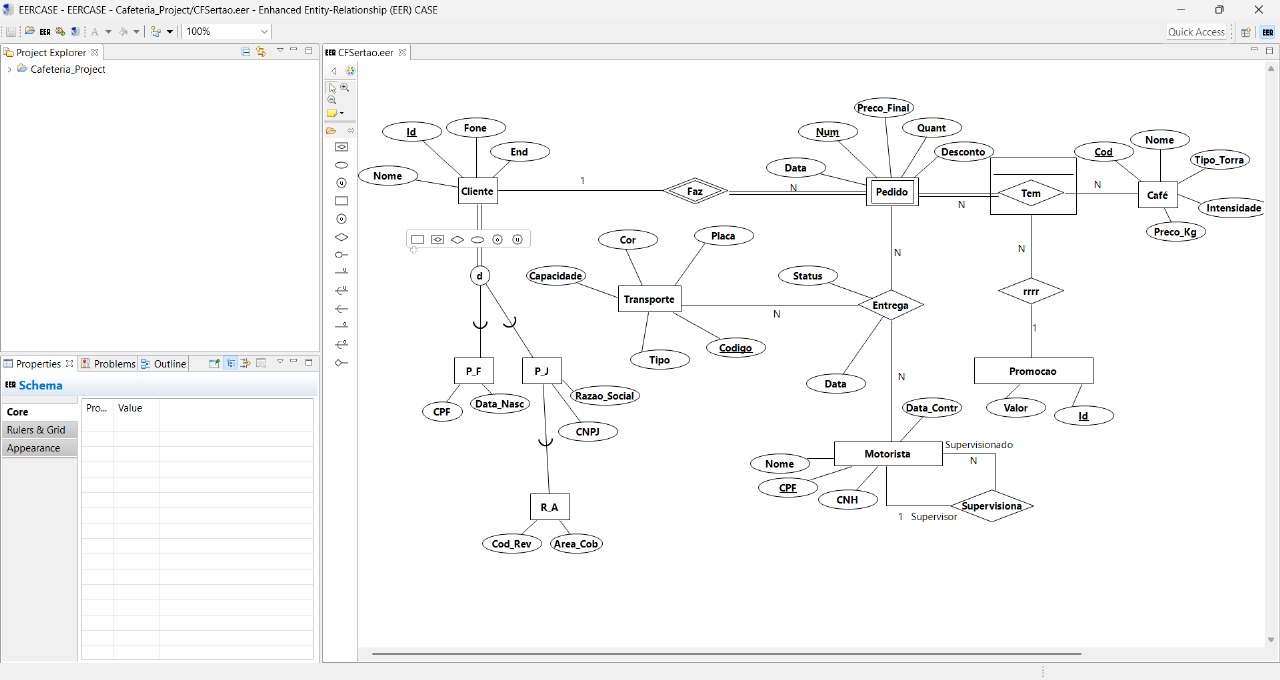 EERCASE - EERCASE - Cafeteria_Project/CFSertao.eer - Enhanced Entity-Relationship (EER) CASE
EER
A
100%
Quick Access
EER
Project Explorer
EER CFSertao.eer
Cafeteria_Project
Preco_Final
Id
Fone
Num
Quant
Nome
End
Desconto
Cod
Tipo_Torra
Data
Nome
1
N
Cliente
Faz
Pedido
Tem
Café
N
N
Intensidade
Preco_Kg
Cor
Placa
N
N
d
Capacidade
Status
rrrr
Transporte
Entrega
N
1
Tipo
Codigo
Properties
Problems
Outline
P_F
P_J
Promocao
EER Schema
N
Data
Core
Pro...
Value
CPF
Data_Nasc
Razao_Social
Data_Contr
Valor
Id
Rulers & Grid
CNPJ
Appearance
Supervisionado
Motorista
N
Nome
CPF
CNH
R_A
Supervisiona
1
Supervisor
Cod_Rev
Area_Cob
u
d
d
u